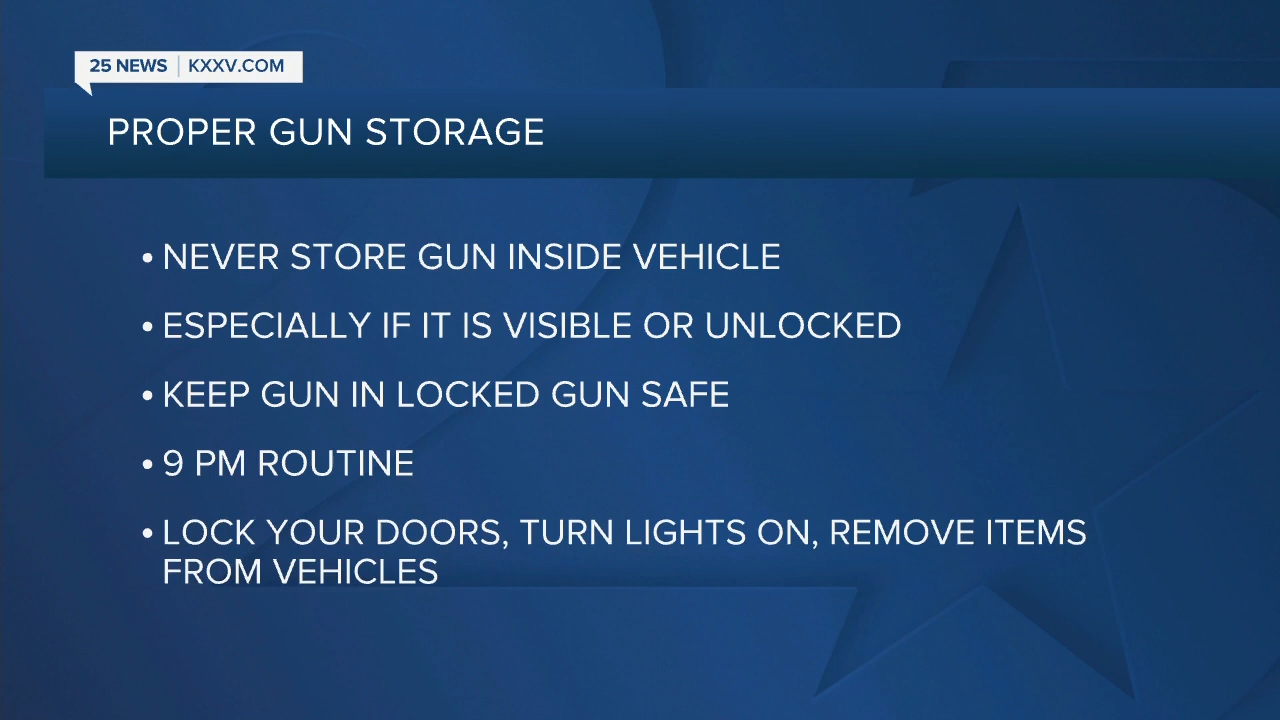 25 NEWS | KXXV.COM
PROPER GUN STORAGE
• NEVER STORE GUN INSIDE VEHICLE
• ESPECIALLY IF IT IS VISIBLE OR UNLOCKED
• KEEP GUN IN LOCKED GUN SAFE
• 9 PM ROUTINE
• LOCK YOUR DOORS, TURN LIGHTS ON, REMOVE ITEMS
FROM VEHICLES